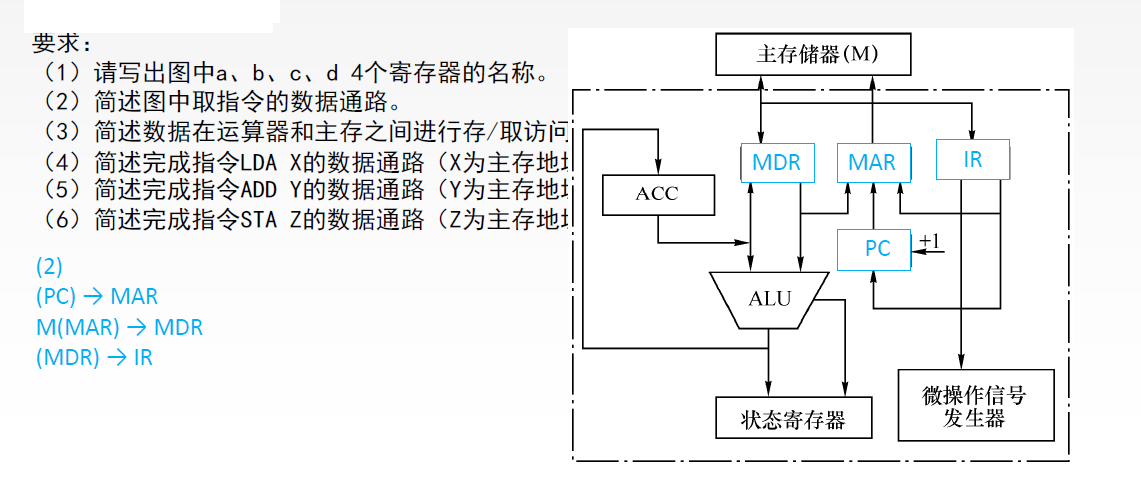 要求：
（1）请写出图中a、b、c、d 4个寄存器的名称。
（2）简述图中取指令的数据通路。
（3）简述数据在运算器和主存之间进行存/取访问
（4）简述完成指令LDA X的数据通路（X为主存地
（5）简述完成指令ADD Y的数据通路（Y为主存地
（6）简述完成指令STA Z的数据通路（Z为主存地
(2)
(PC) → MAR
M(MAR) → MDR
(MDR) → IR
主存储器(M)
MDR
MAR
IR
ACC
PC
+1
ALU
状态寄存器
微操作信号
发生器